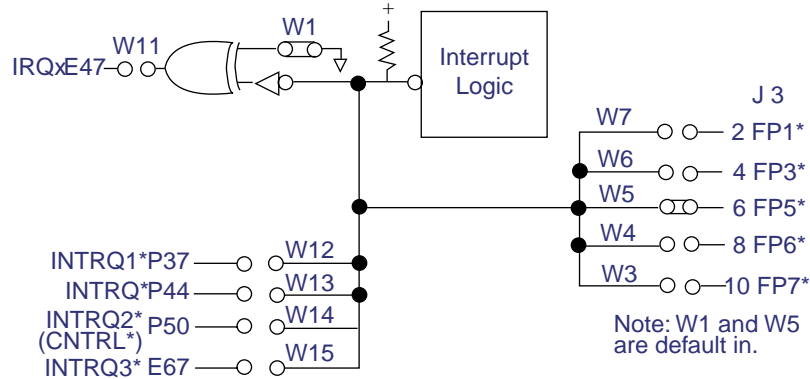 +
W1
W11
IRQxE47
Interrupt
Logic
J 3
W7
2 FP1*
W6
4 FP3*
W5
6 FP5*
W4
8 FP6*
W3
10 FP7*
INTRQ1*P37
W12
INTRQ*P44
W13
INTRQ2* P50
(CNTRL*)
W14
INTRQ3* E67
W15
Note: W1 and W5
are default in.